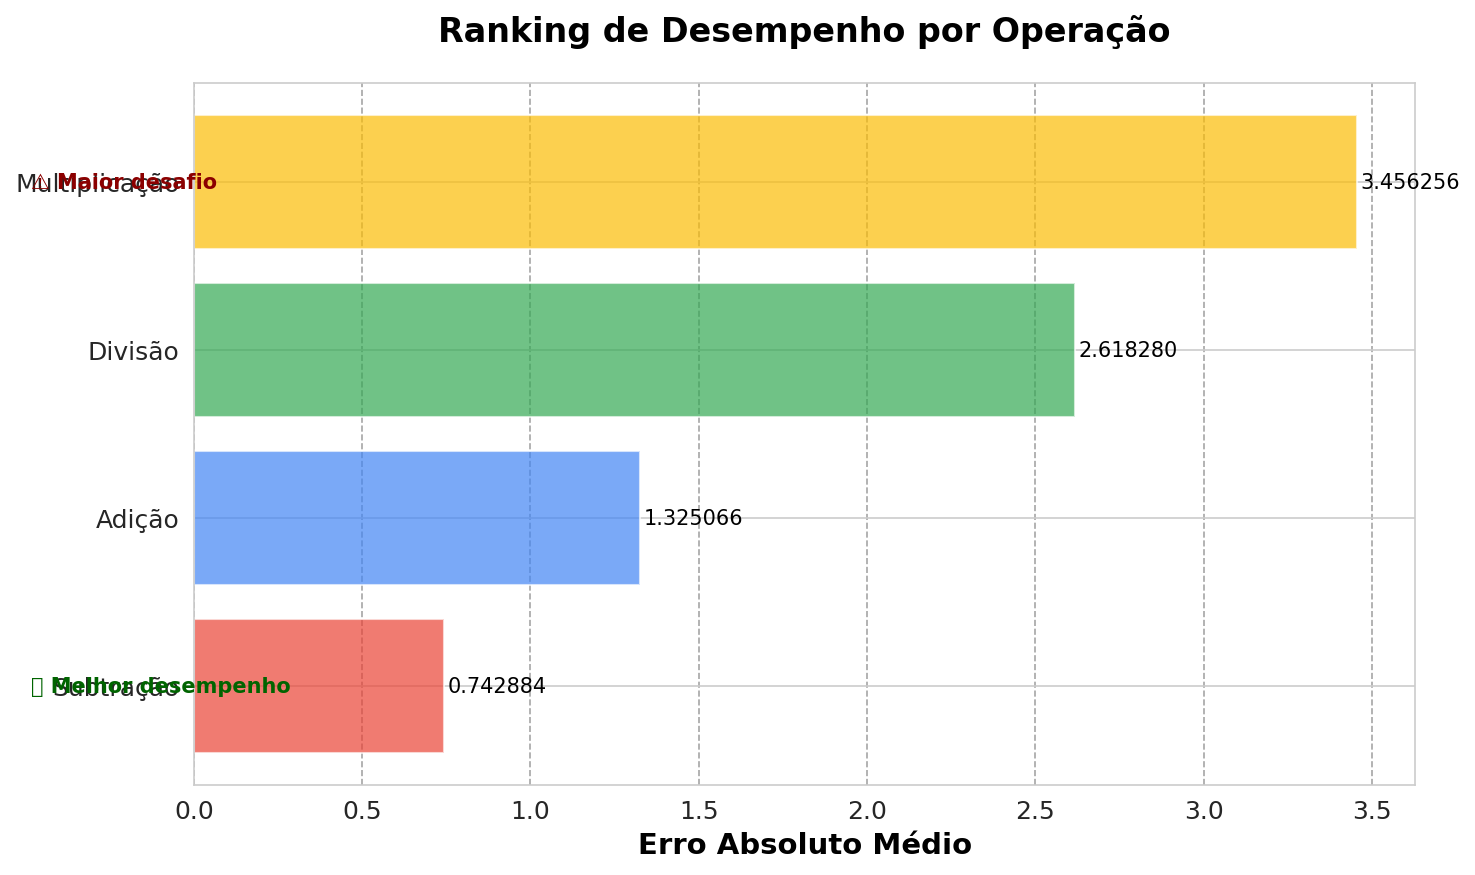 Ranking de Desempenho por Operação
Multiplicação
⚠ Maior desafio
3.456256
Divisão
2.618280
Adição
1.325066
Subtração
Melhor desempenho
0.742884
0.0 0.5 1.0 1.5 2.0 2.5 3.0 3.5
Erro Absoluto Médio